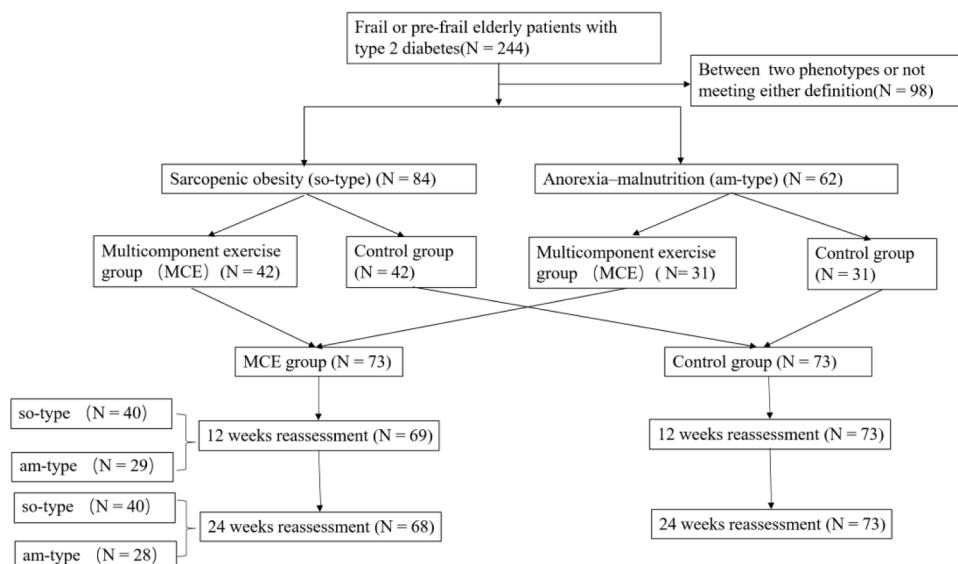 Frail or pre-frail elderly patients with
type 2 diabetes(N = 244)
Between two phenotypes or not
meeting either definition(N = 98)
Sarcopenic obesity (so-type) (N = 84)
Anorexia–malnutrition (am-type) (N = 62)
Multicomponent exercise
group （MCE）(N = 42)
Control group
(N = 42)
Multicomponent exercise
group （MCE）( N= 31)
Control group
(N = 31)
MCE group (N = 73)
Control group (N = 73)
so-type （N = 40）
12 weeks reassessment (N = 69)
12 weeks reassessment (N = 73)
am-type （N = 29）
so-type （N = 40）
24 weeks reassessment (N = 68)
24 weeks reassessment (N = 73)
am-type （N = 28）